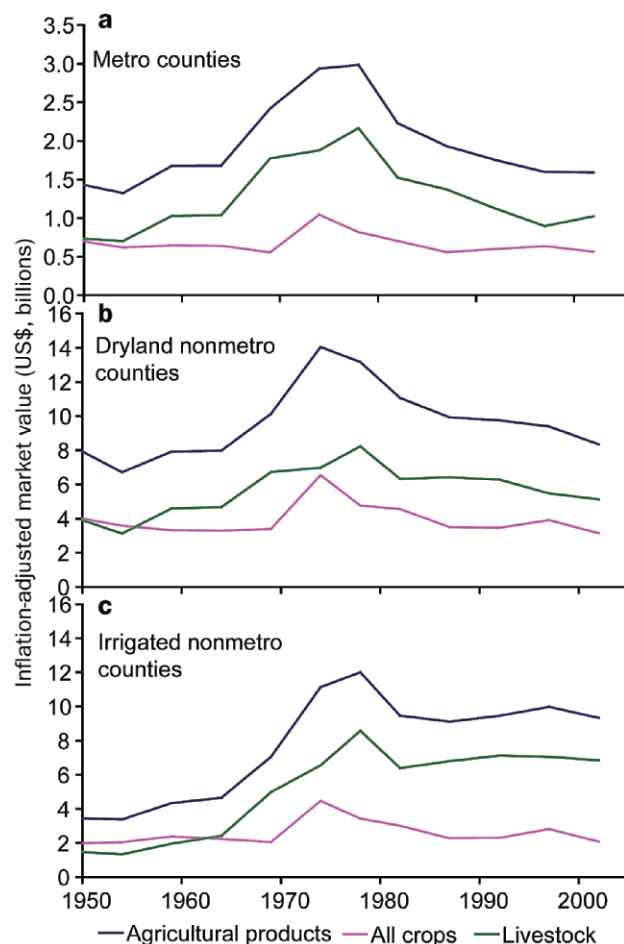 Inflation-adjusted market value (US$, billions)
a
Metro counties
3.5
3.0
2.5
2.0
1.5
1.0
0.5
0.0
b
Dryland nonmetro
counties
16
14
12
10
8
6
4
2
0
c
Irrigated nonmetro
counties
16
14
12
10
8
6
4
2
0
1950 1960 1970 1980 1990 2000
Agricultural products All crops Livestock